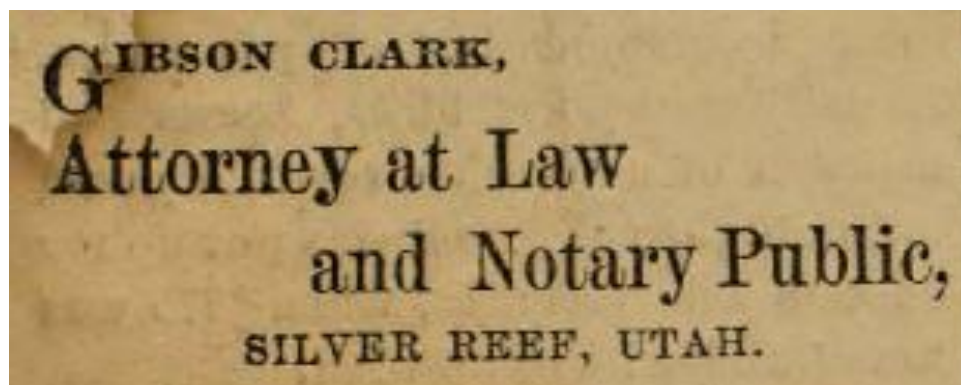 GIBSON CLARK,
Attorney at Law
and Notary Public,
SILVER REEF, UTAH.